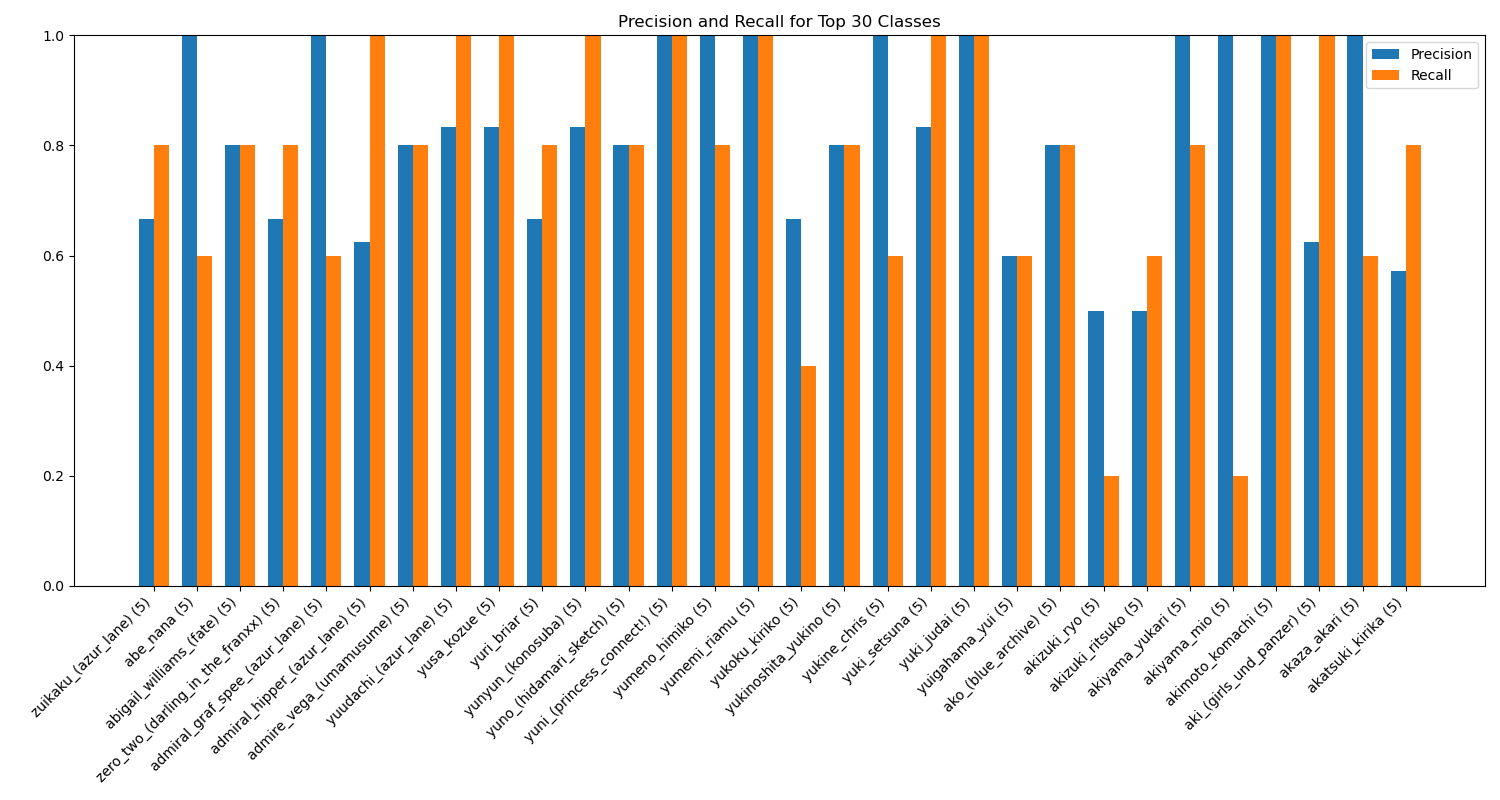 Precision and Recall for Top 30 Classes
1.0
0.8
0.6
0.4
0.2
0.0
Precision
Recall
zuikaku_(azur_lane) (5)
abe_nana (5)
abigail_williams_(fate) (5)
zero_two_(darling_in_the_franxx) (5)
admiral_graf_spee_(azur_lane) (5)
admiral_hipper_(azur_lane) (5)
admire_vega_(umamusume) (5)
yuudachi_(azur_lane) (5)
yusa_kozue (5)
yuri_briar (5)
yunyun_(konosuba) (5)
yuno_(hidamari_sketch) (5)
yuni_(princess_connect!) (5)
yumeno_himiko (5)
yumemi_riamu (5)
yukoku_kiriko (5)
yukinoshita_yukino (5)
yukine_chris (5)
yuki_setsuna (5)
yuki_judai (5)
yuigahama_yui (5)
ako_(blue_archive) (5)
akizuki_ryo (5)
akizuki_ritsuko (5)
akiyama_yukari (5)
akiyama_mio (5)
akimoto_komachi (5)
aki_(girls_und_panzer) (5)
akaza_akari (5)
akatsuki_kirika (5)